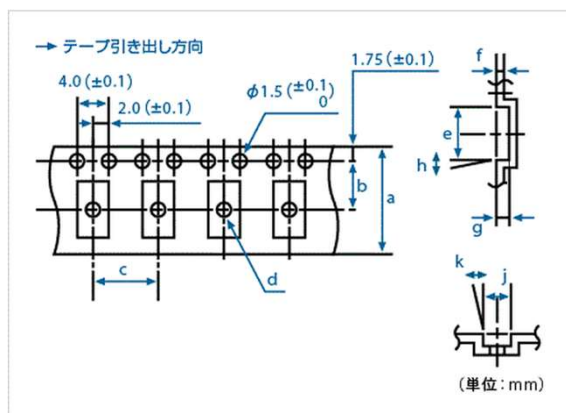 → テープ引き出し方向
4.0 (±0.1)
2.0 (±0.1)
φ1.5 (±0.1 0)
1.75 (±0.1)
f
e
h
g
b
a
c
d
k
j
(単位:mm)